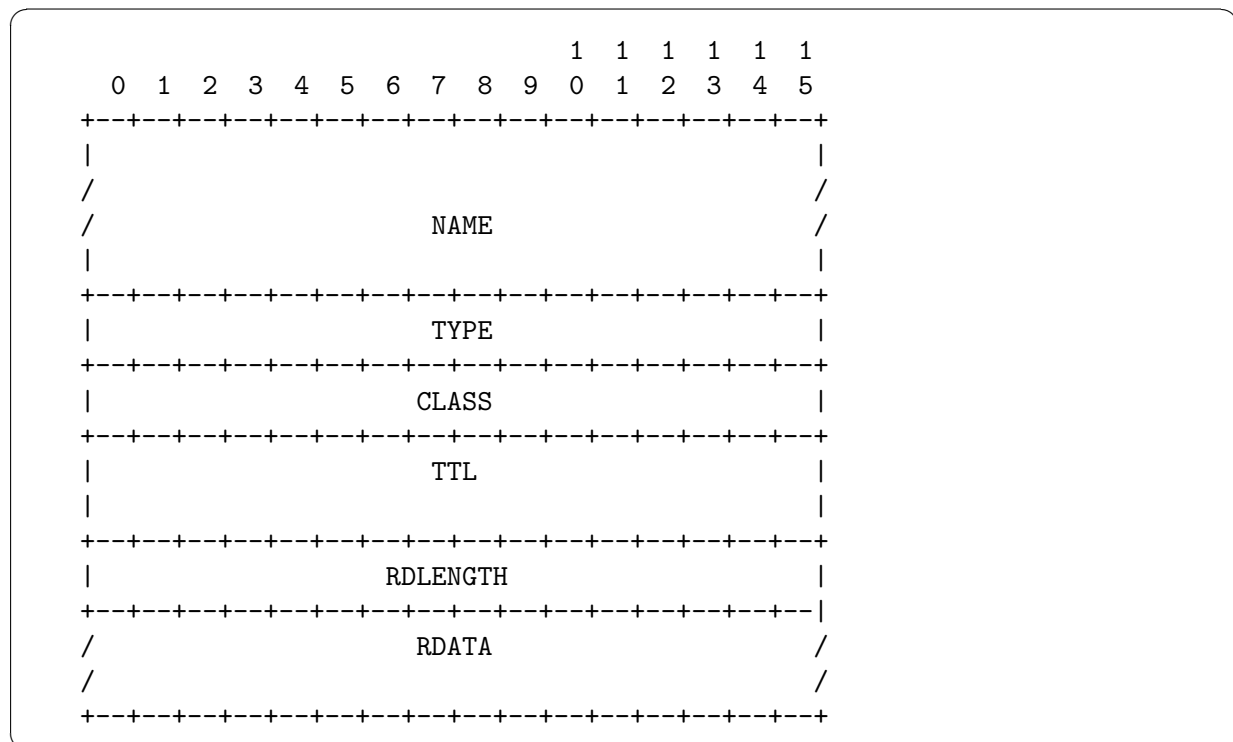 1  1  1  1  1  1
  0  1  2  3  4  5  6  7  8  9  0  1  2  3  4  5
+--+--+--+--+--+--+--+--+--+--+--+--+--+--+--+--+
|                                               |
/                                               /
/                      NAME                     /
|                                               |
+--+--+--+--+--+--+--+--+--+--+--+--+--+--+--+--+
|                      TYPE                     |
+--+--+--+--+--+--+--+--+--+--+--+--+--+--+--+--+
|                     CLASS                     |
+--+--+--+--+--+--+--+--+--+--+--+--+--+--+--+--+
|                      TTL                      |
|                                               |
+--+--+--+--+--+--+--+--+--+--+--+--+--+--+--+--+
|                   RDLENGTH                    |
+--+--+--+--+--+--+--+--+--+--+--+--+--+--+--+--|
/                     RDATA                     /
/                                               /
+--+--+--+--+--+--+--+--+--+--+--+--+--+--+--+--+